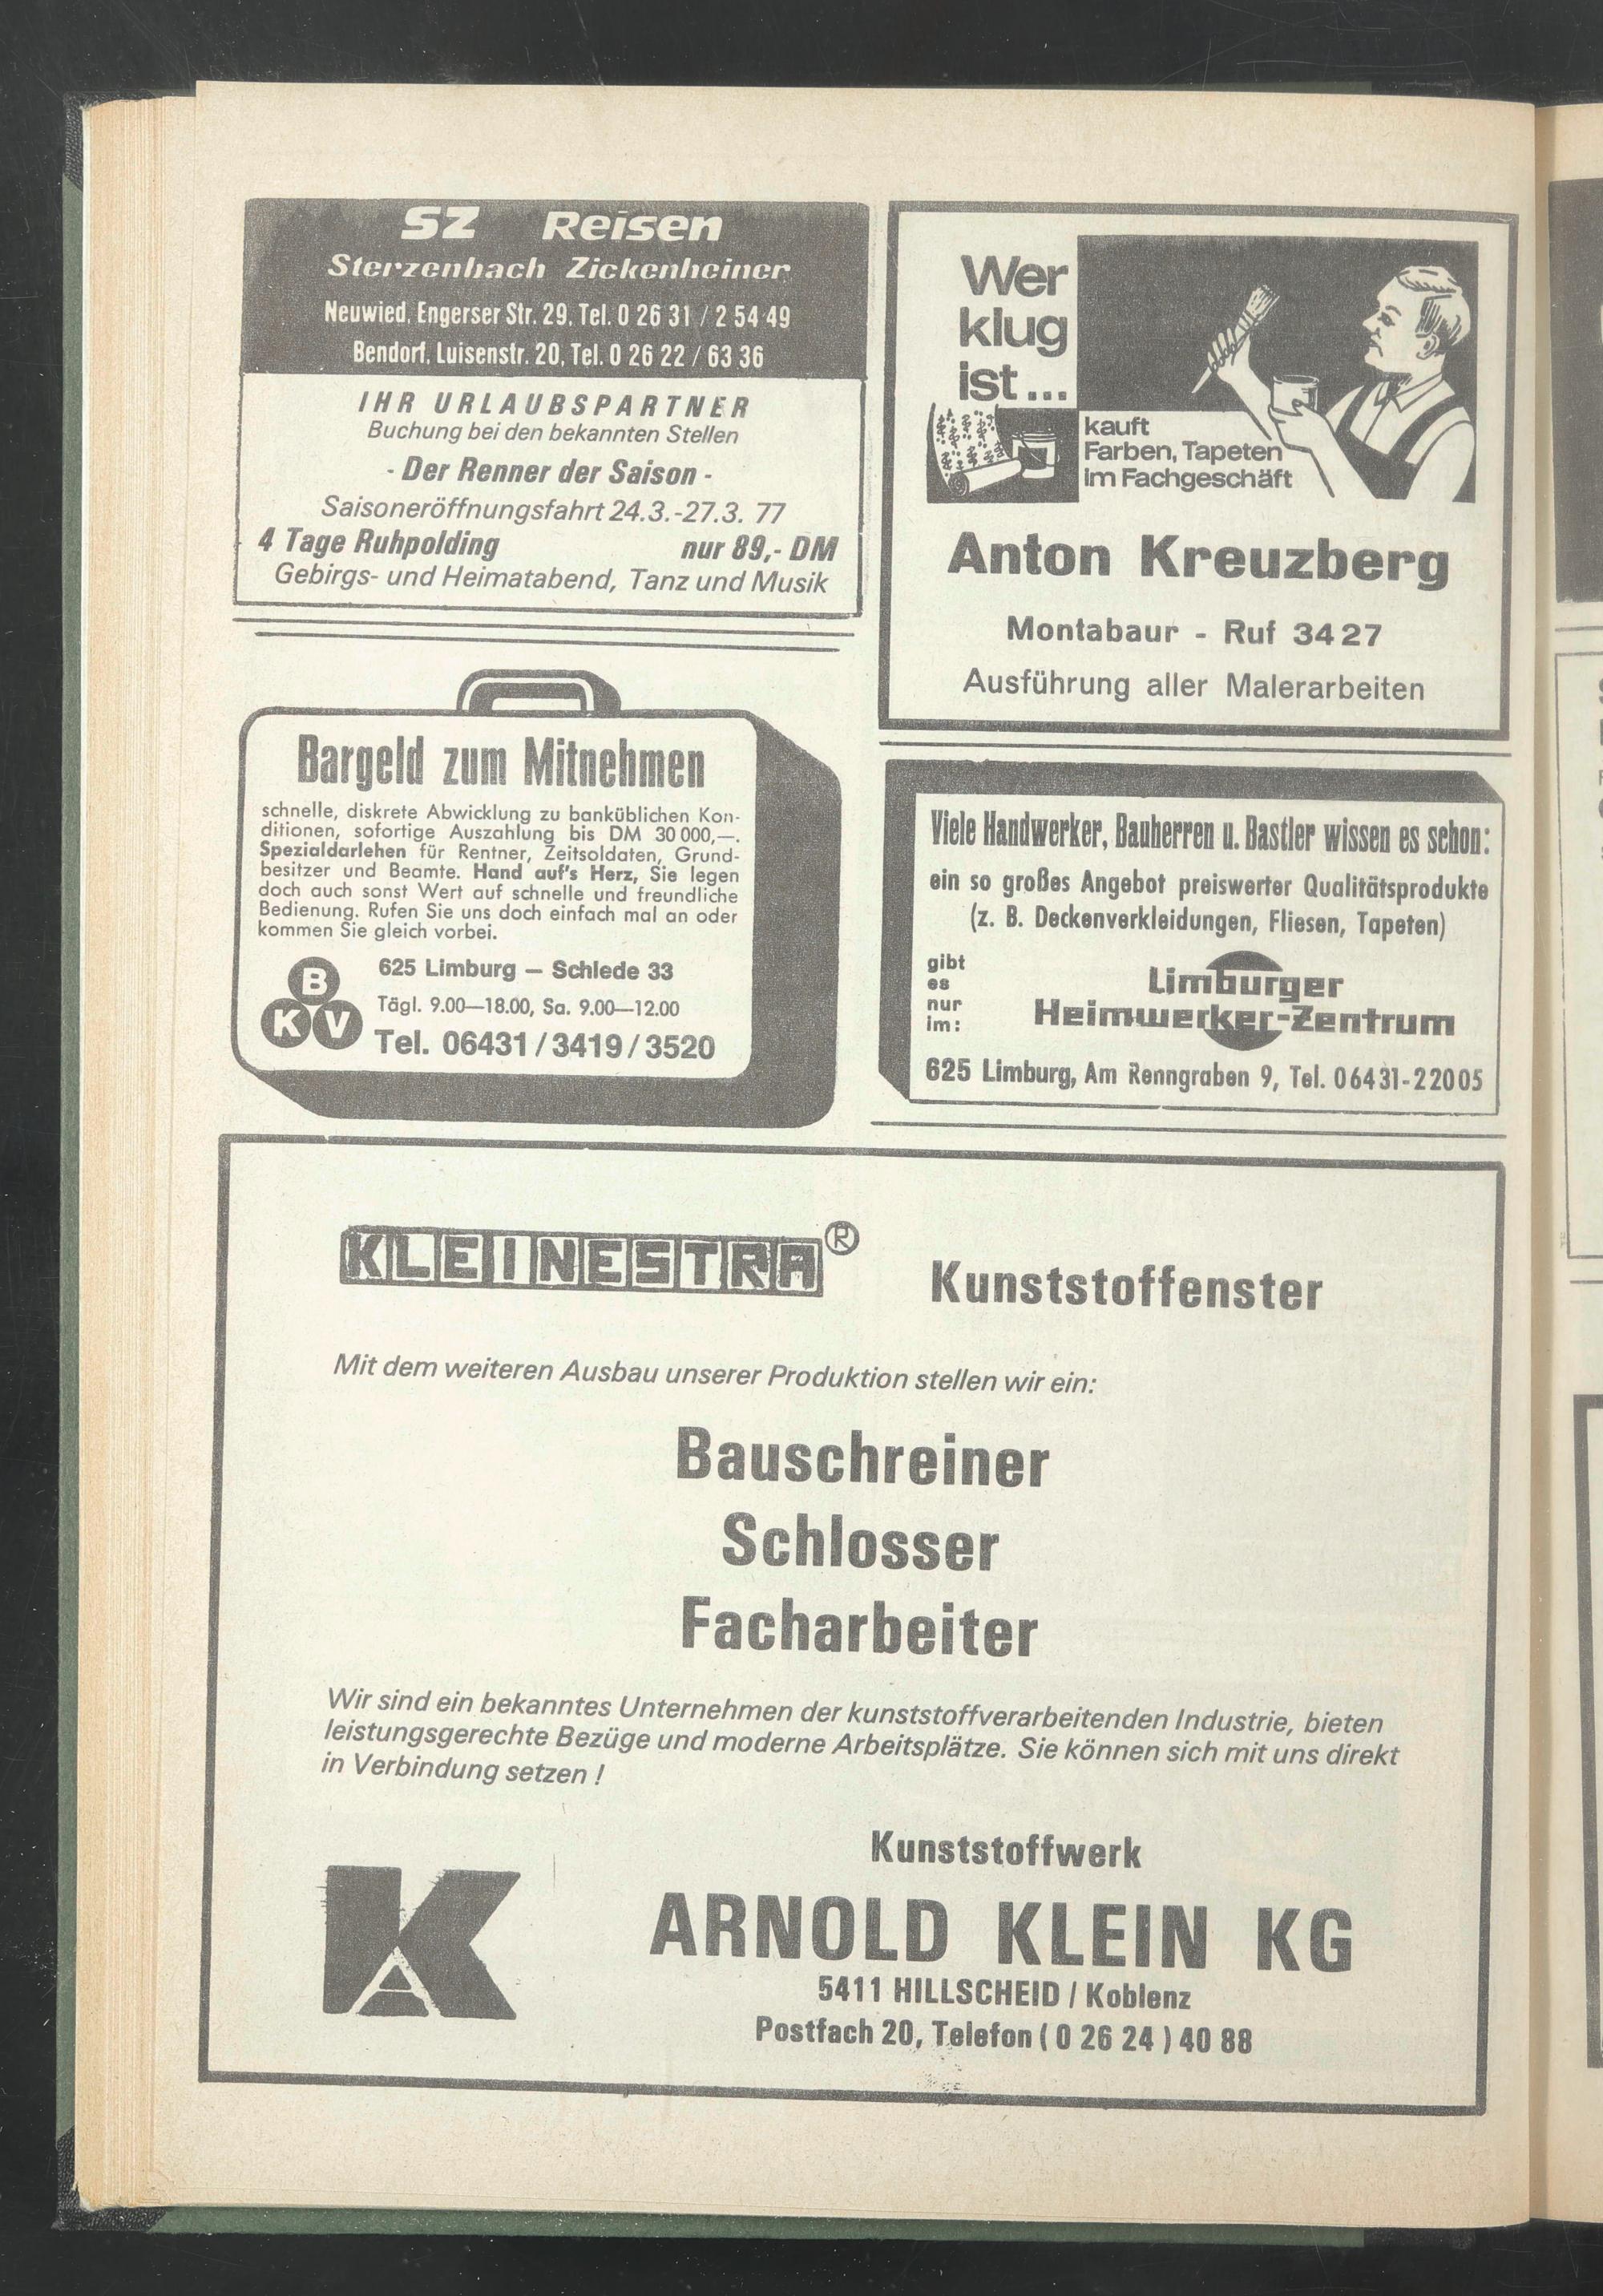 SZ Reisen
Sterzenbach Zickenheiner
Neuwied, Engerser Str. 29, Tel. 0 26 31 / 2 54 49
Bendorf, Luisenstr. 20, Tel. 0 26 22 / 63 36
IHR URLAUBSPARTNER
Buchung bei den bekannten Stellen
- Der Renner der Saison -
Saisoneröffnungsfahrt 24.3.-27.3. 77
4 Tage Ruhpolding nur 89,- DM
Gebirgs- und Heimatabend, Tanz und Musik
Bargeld zum Mitnehmen
schnelle, diskrete Abwicklung zu banküblichen Kon-
ditionen, sofortige Auszahlung bis DM 30 000,—.
Spezialdarlehen für Rentner, Zeitsoldaten, Grund-
besitzer und Beamte. Hand auf's Herz, Sie legen
doch auch sonst Wert auf schnelle und freundliche
Bedienung. Rufen Sie uns doch einfach mal an oder
kommen Sie gleich vorbei.
B
K V
625 Limburg — Schlede 33
Tägl. 9.00—18.00, Sa. 9.00—12.00
Tel. 06431/3419/3520
Wer
klug
ist...
kauft
Farben, Tapeten
im Fachgeschäft
Anton Kreuzberg
Montabaur - Ruf 34 27
Ausführung aller Malerarbeiten
Viele Handwerker, Bauherren u. Bastler wissen es schon:
ein so großes Angebot preiswerter Qualitätsprodukte
(z. B. Deckenverkleidungen, Fliesen, Tapeten)
gibt
es
nur
im:
Limburger
Heimwerker-Zentrum
625 Limburg, Am Renngraben 9, Tel. 06431-22005
KLEINESTRA®
Kunststoffenster
Mit dem weiteren Ausbau unserer Produktion stellen wir ein:
Bauschreiner
Schlosser
Facharbeiter
Wir sind ein bekanntes Unternehmen der kunststoffverarbeitenden Industrie, bieten
leistungsgerechte Bezüge und moderne Arbeitsplätze. Sie können sich mit uns direkt
in Verbindung setzen !
KA
Kunststoffwerk
ARNOLD KLEIN KG
5411 HILLSCHEID / Koblenz
Postfach 20, Telefon ( 0 26 24 ) 40 88